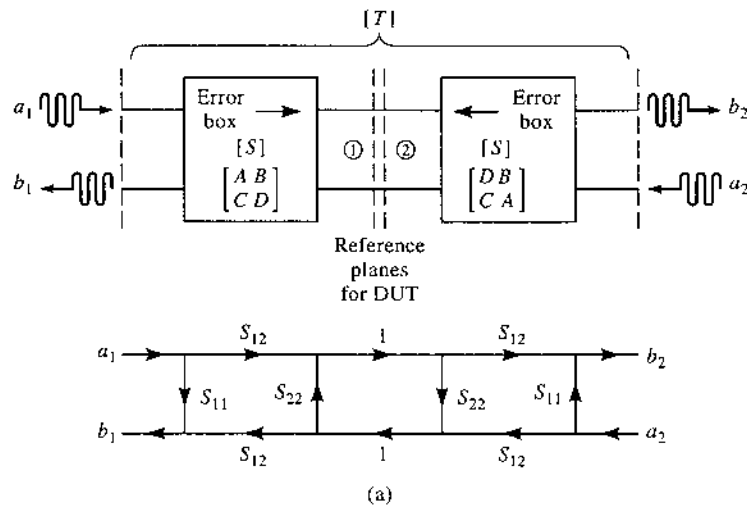 [T]
a₁
Error
box
[S]
[A B
C D]
①
②
Error
box
[S]
[D B
C A]
b₂
b₁
a₂
Reference
planes
for DUT
a₁
S₁₂
1
S₁₂
b₂
S₁₁
S₂₂
S₂₂
S₁₁
b₁
S₁₂
1
S₁₂
a₂
(a)